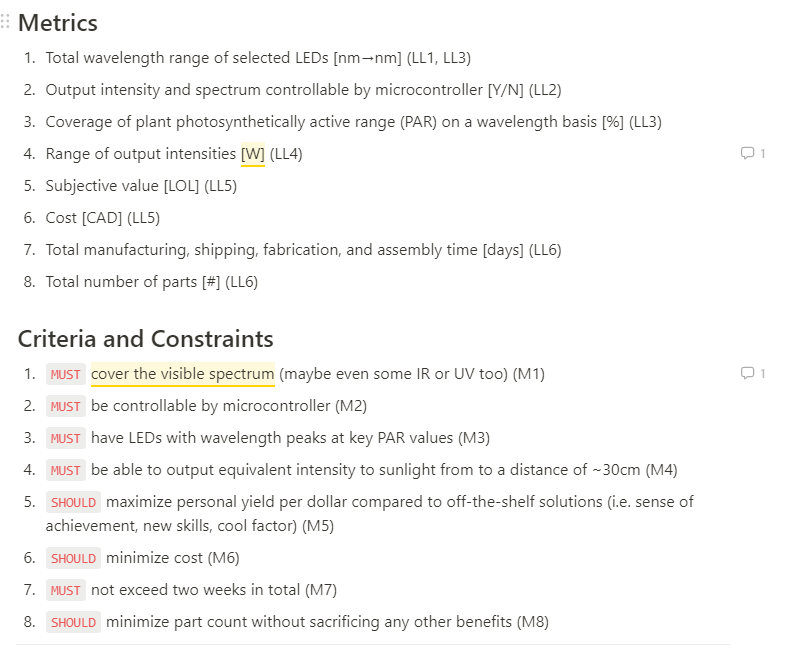 Metrics
1. Total wavelength range of selected LEDs [nm→nm] (LL1, LL3)
2. Output intensity and spectrum controllable by microcontroller [Y/N] (LL2)
3. Coverage of plant photosynthetically active range (PAR) on a wavelength basis [%] (LL3)
4. Range of output intensities [W] (LL4)
1
5. Subjective value [LOL] (LL5)
6. Cost [CAD] (LL5)
7. Total manufacturing, shipping, fabrication, and assembly time [days] (LL6)
8. Total number of parts [#] (LL6)
Criteria and Constraints
1. MUST cover the visible spectrum (maybe even some IR or UV too) (M1)
1
2. MUST be controllable by microcontroller (M2)
3. MUST have LEDs with wavelength peaks at key PAR values (M3)
4. MUST be able to output equivalent intensity to sunlight from to a distance of ~30cm (M4)
5. SHOULD maximize personal yield per dollar compared to off-the-shelf solutions (i.e. sense of
achievement, new skills, cool factor) (M5)
6. SHOULD minimize cost (M6)
7. MUST not exceed two weeks in total (M7)
8. SHOULD minimize part count without sacrificing any other benefits (M8)